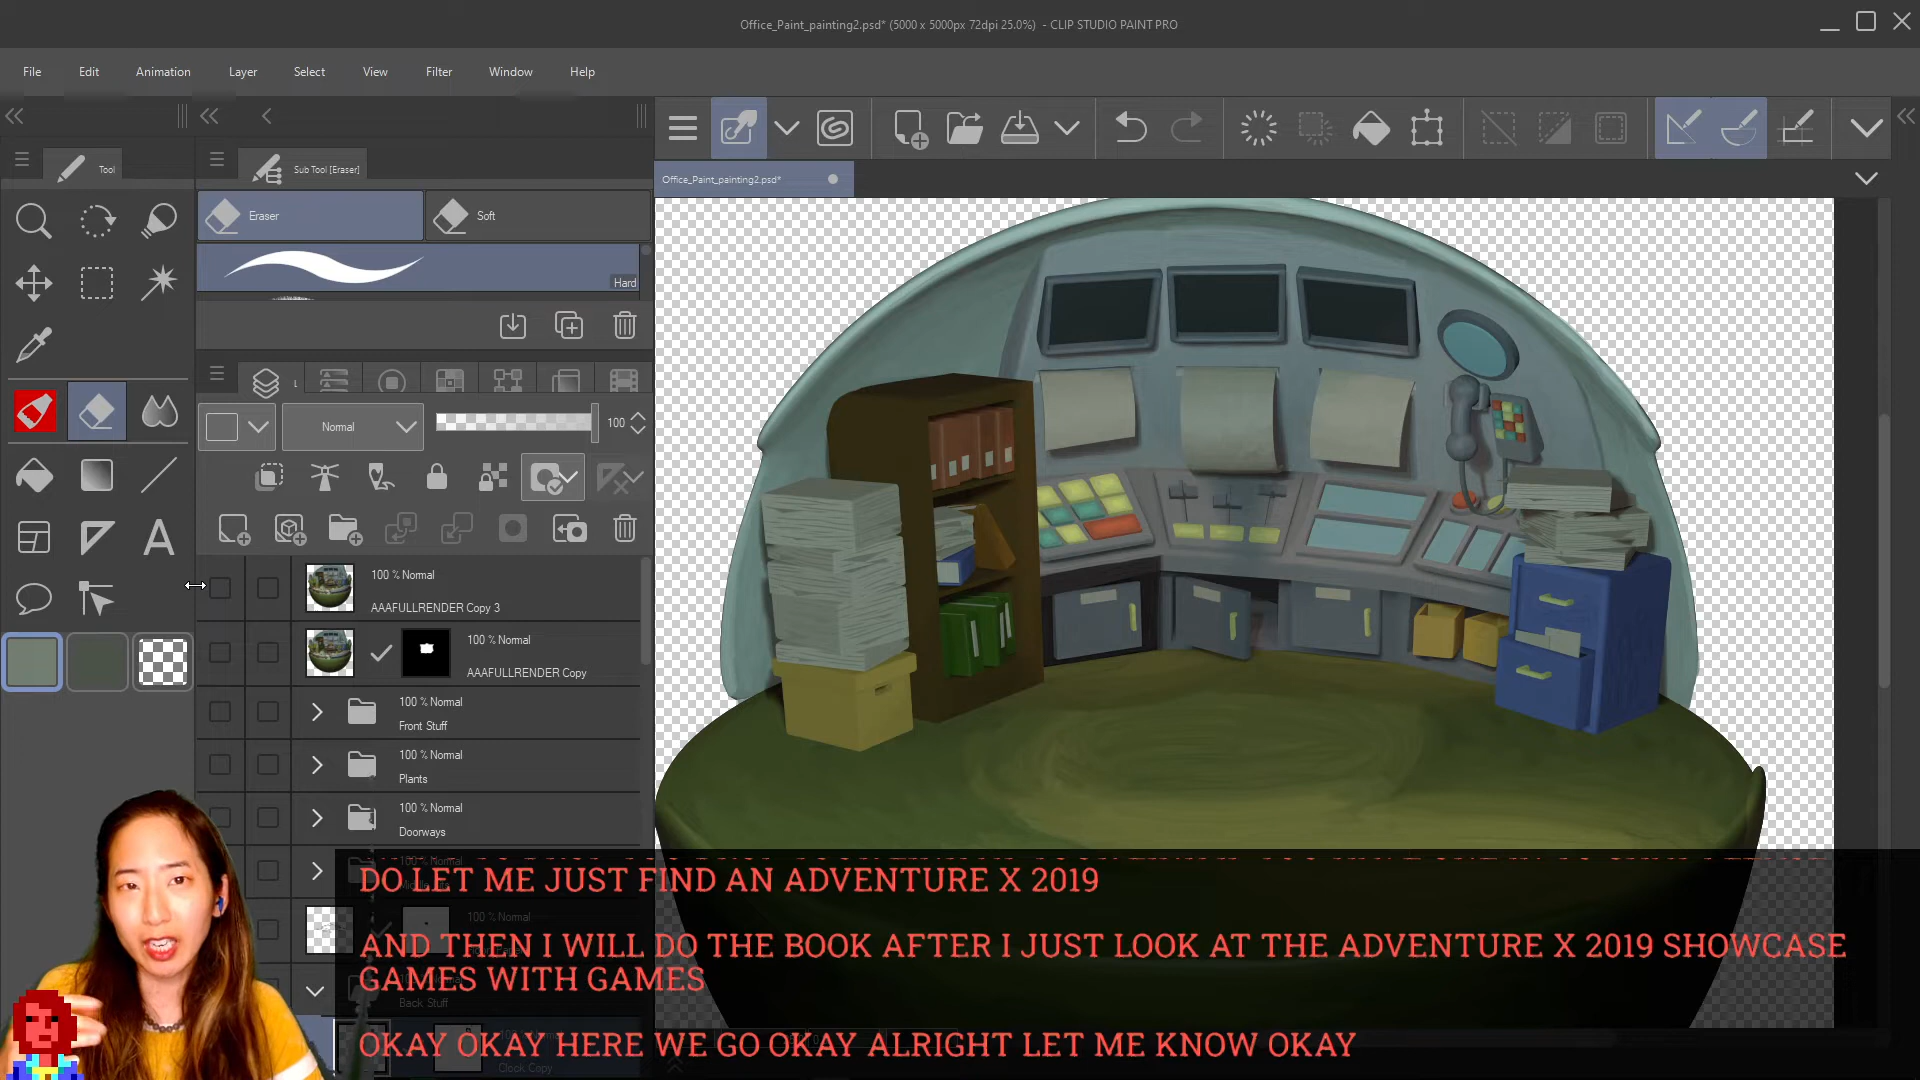 Office_Paint_painting2.psd* (5000 x 5000px 72dpi 25.0%) - CLIP STUDIO PAINT PRO
File Edit Animation Layer Select View Filter Window Help
Tool
Sub Tool [Eraser]
Office_Paint_painting2.psd*
Eraser
Soft
Hard
L
Normal
100
100 % Normal
AAAFULLRENDER Copy 3
100 % Normal
AAAFULLRENDER Copy
100 % Normal
Front Stuff
100 % Normal
Plants
100 % Normal
Doorways
100 % Normal
DO LET ME JUST FIND AN ADVENTURE X 2019
100 % Normal
AND THEN I WILL DO THE BOOK AFTER I JUST LOOK AT THE ADVENTURE X 2019 SHOWCASE
GAMES WITH GAMES
Back Stuff
OKAY OKAY HERE WE GO OKAY ALRIGHT LET ME KNOW OKAY
Clock Copy